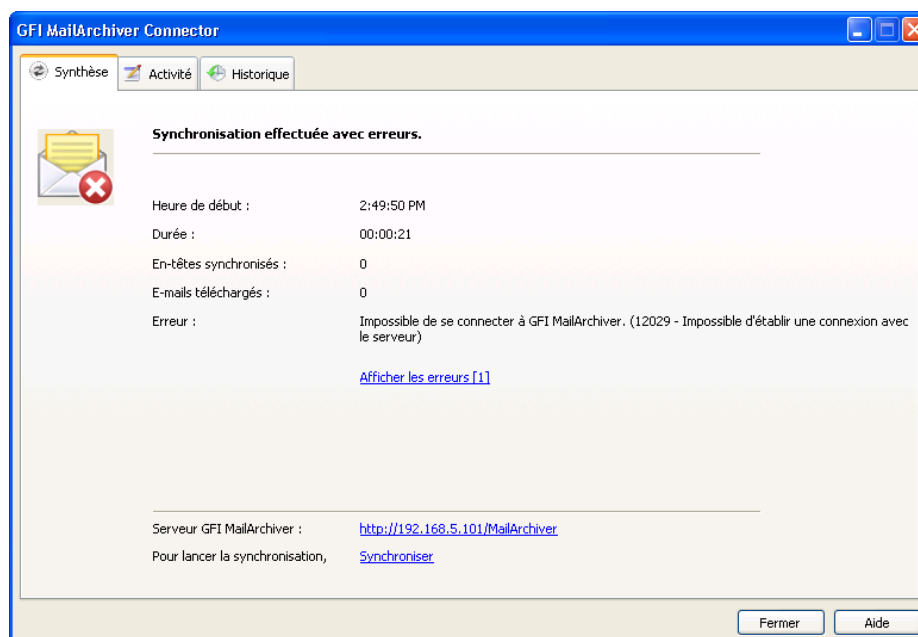 GFI MailArchiver Connector
Synthèse Activité Historique
Synchronisation effectuée avec erreurs.
Heure de début : 2:49:50 PM
Durée : 00:00:21
En-têtes synchronisés : 0
E-mails téléchargés : 0
Erreur : Impossible de se connecter à GFI MailArchiver. (12029 - Impossible d'établir une connexion avec
le serveur)
Afficher les erreurs [1]
Serveur GFI MailArchiver : http://192.168.5.101/MailArchiver
Pour lancer la synchronisation, Synchroniser
Fermer Aide